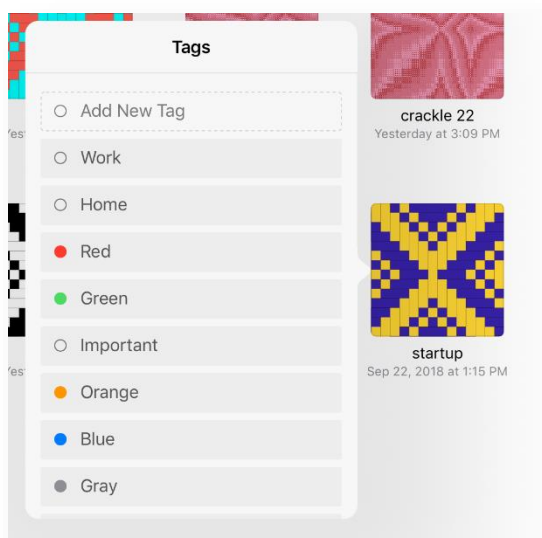 Tags
Add New Tag
Work
Home
Red
Green
Important
Orange
Blue
Gray
crackle 22
Yesterday at 3:09 PM
startup
Sep 22, 2018 at 1:15 PM